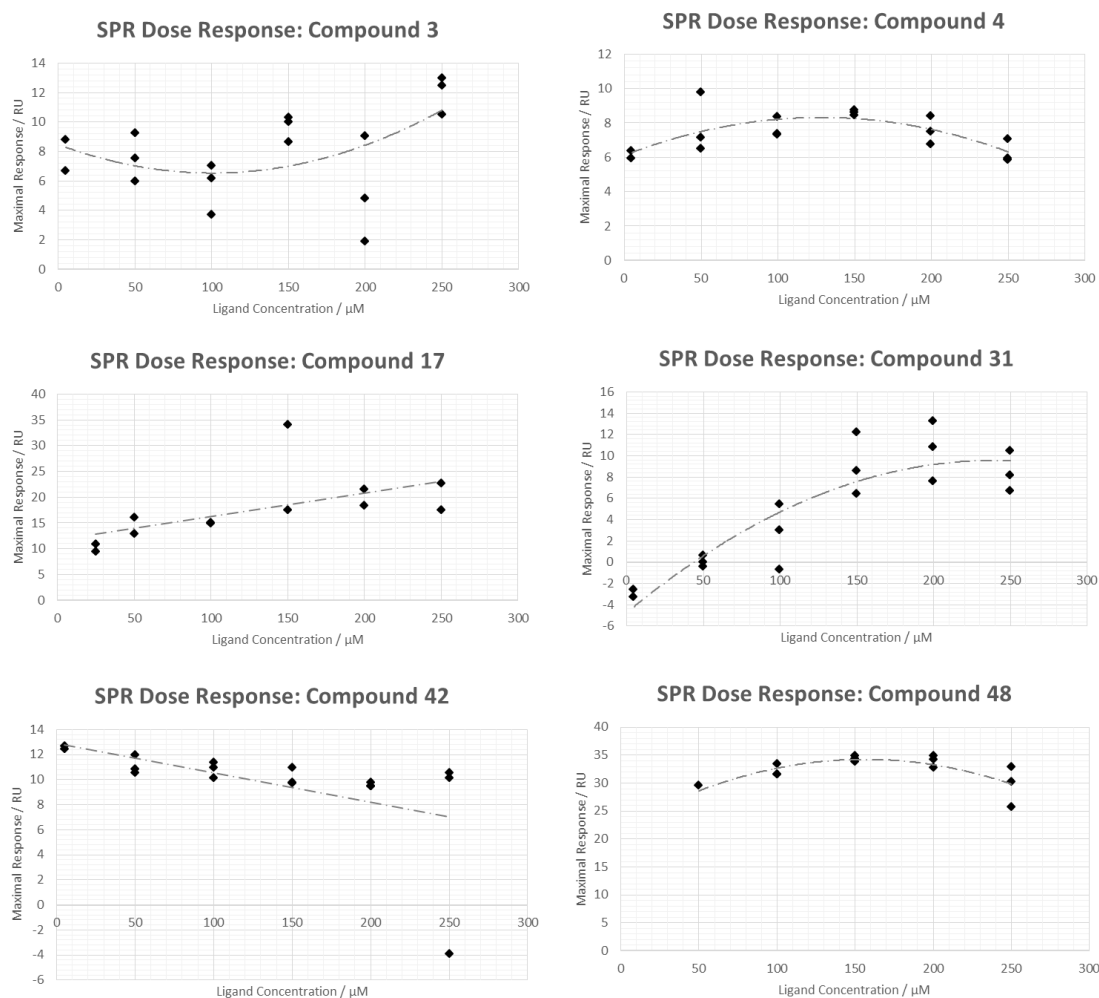 SPR Dose Response: Compound 3
Maximal Response / RU
14
12
10
8
6
4
2
0
0 50 100 150 200 250 300
Ligand Concentration / µM
SPR Dose Response: Compound 4
Maximal Response / RU
12
10
8
6
4
2
0
0 50 100 150 200 250 300
Ligand Concentration / µM
SPR Dose Response: Compound 17
Maximal Response / RU
40
35
30
25
20
15
10
5
0
0 50 100 150 200 250 300
Ligand Concentration / µM
SPR Dose Response: Compound 31
Maximal Response / RU
16
14
12
10
8
6
4
2
0
-2
-4
-6
0 50 100 150 200 250 300
Ligand Concentration / µM
SPR Dose Response: Compound 42
Maximal Response / RU
14
12
10
8
6
4
2
0
-2
-4
-6
0 50 100 150 200 250 300
Ligand Concentration / µM
SPR Dose Response: Compound 48
Maximal Response / RU
40
35
30
25
20
15
10
5
0
0 50 100 150 200 250 300
Ligand Concentration / µM